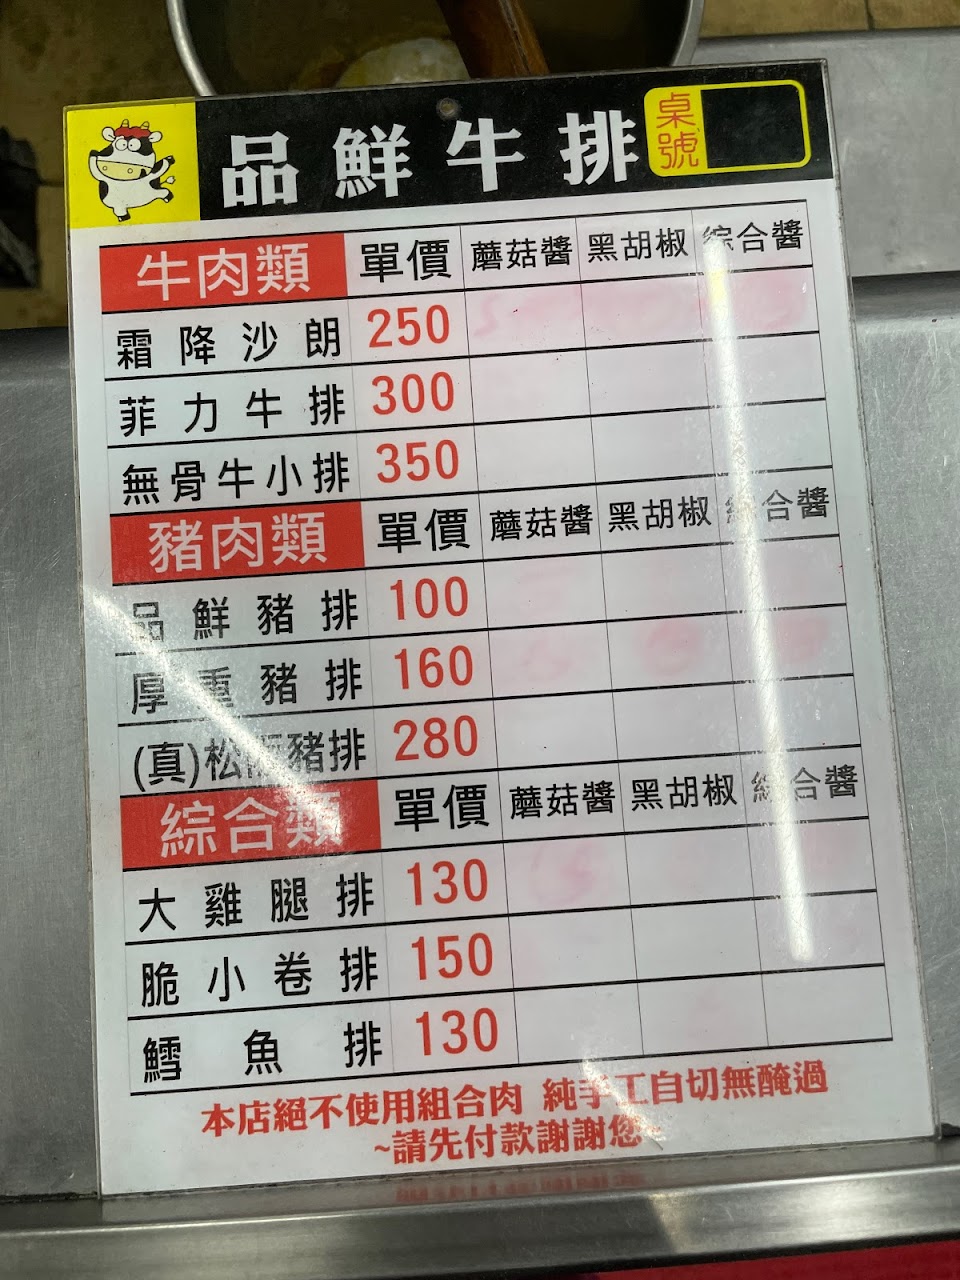 品鮮牛排 桌號
牛肉類 單價 蘑菇醬 黑胡椒 綜合醬
霜降沙朗 250
菲力牛排 300
無骨牛小排 350
豬肉類 單價 蘑菇醬 黑胡椒 綜合醬
品鮮豬排 100
厚重豬排 160
(真)松阪豬排 280
綜合類 單價 蘑菇醬 黑胡椒 綜合醬
大雞腿排 130
脆小卷排 150
鱈魚排 130
本店絕不使用組合肉 純手工自切無醃過
~請先付款謝謝您~